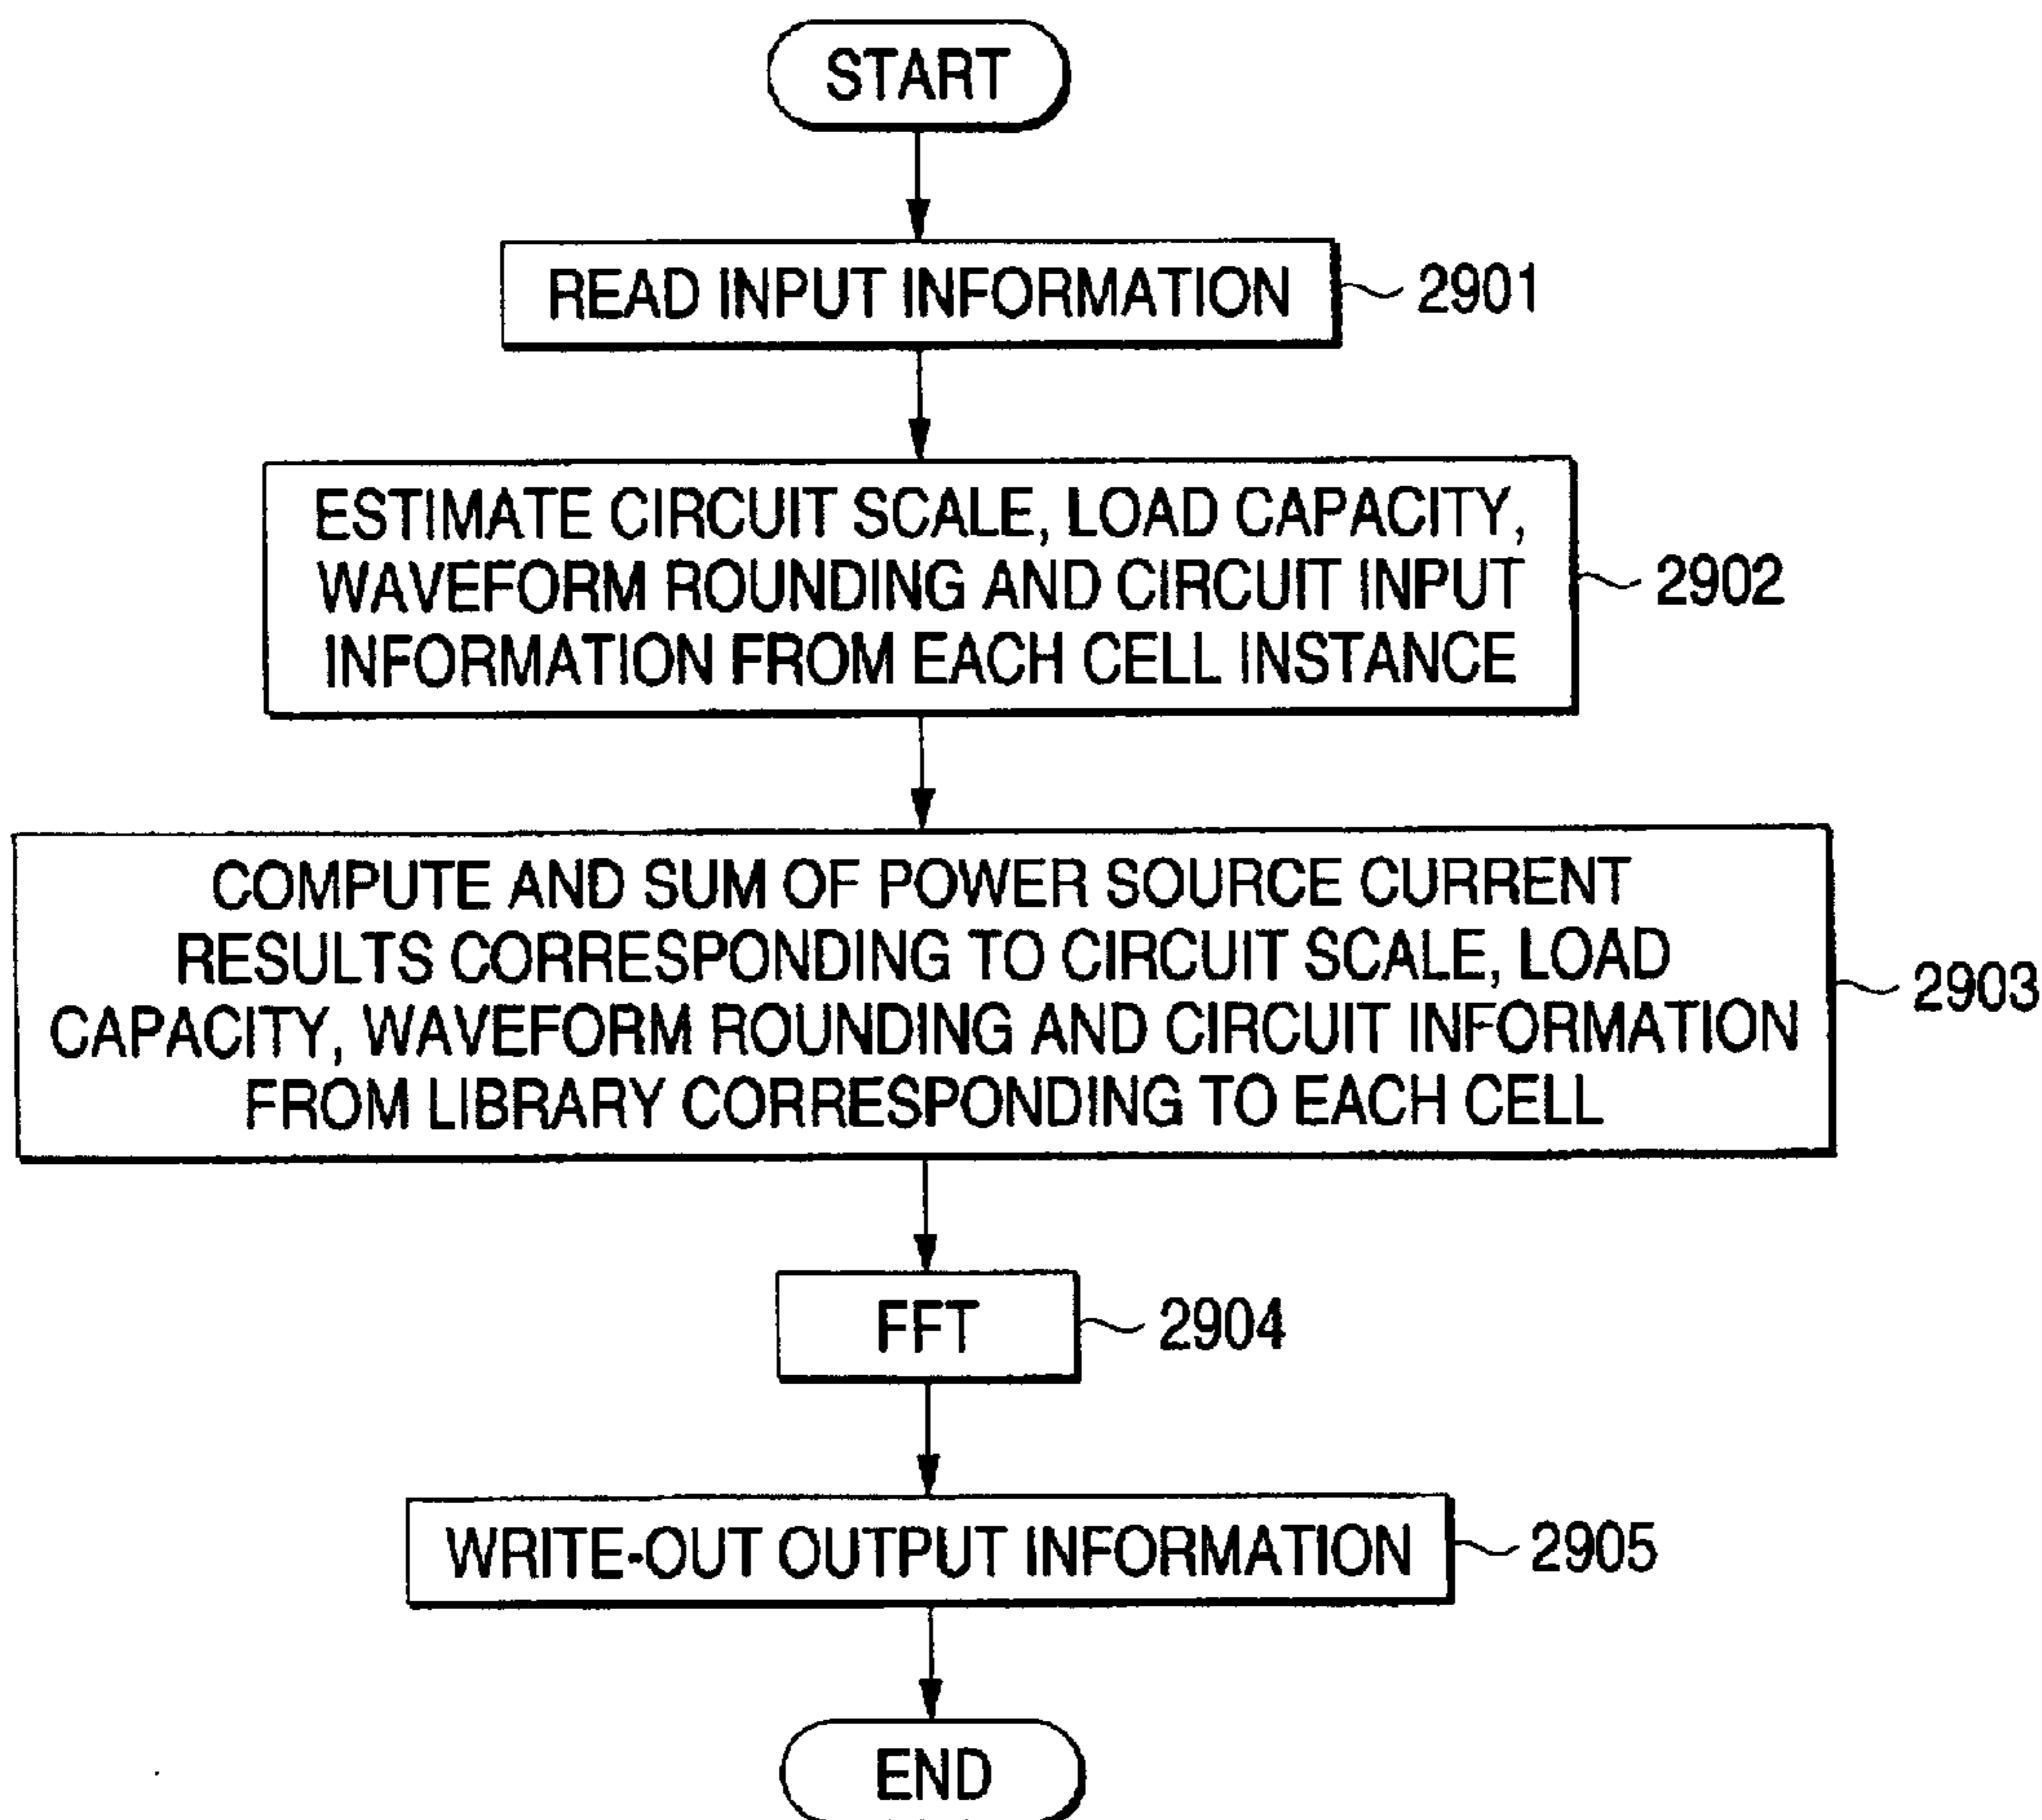 START
READ INPUT INFORMATION
2901
ESTIMATE CIRCUIT SCALE, LOAD CAPACITY,
WAVEFORM ROUNDING AND CIRCUIT INPUT
INFORMATION FROM EACH CELL INSTANCE
2902
COMPUTE AND SUM OF POWER SOURCE CURRENT
RESULTS CORRESPONDING TO CIRCUIT SCALE, LOAD
CAPACITY, WAVEFORM ROUNDING AND CIRCUIT INFORMATION
FROM LIBRARY CORRESPONDING TO EACH CELL
2903
FFT
2904
WRITE-OUT OUTPUT INFORMATION
2905
END